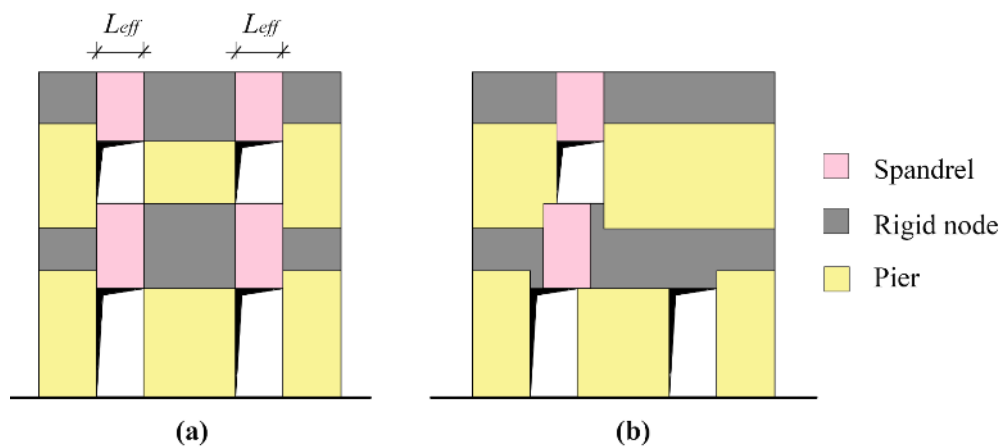 Leff Leff
Spandrel
Rigid node
Pier
(a) (b)